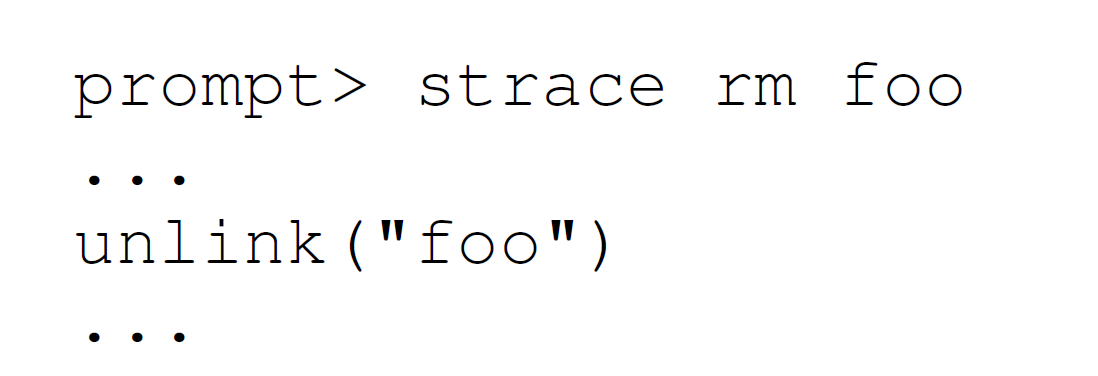 prompt> strace rm foo
...
unlink("foo")
...